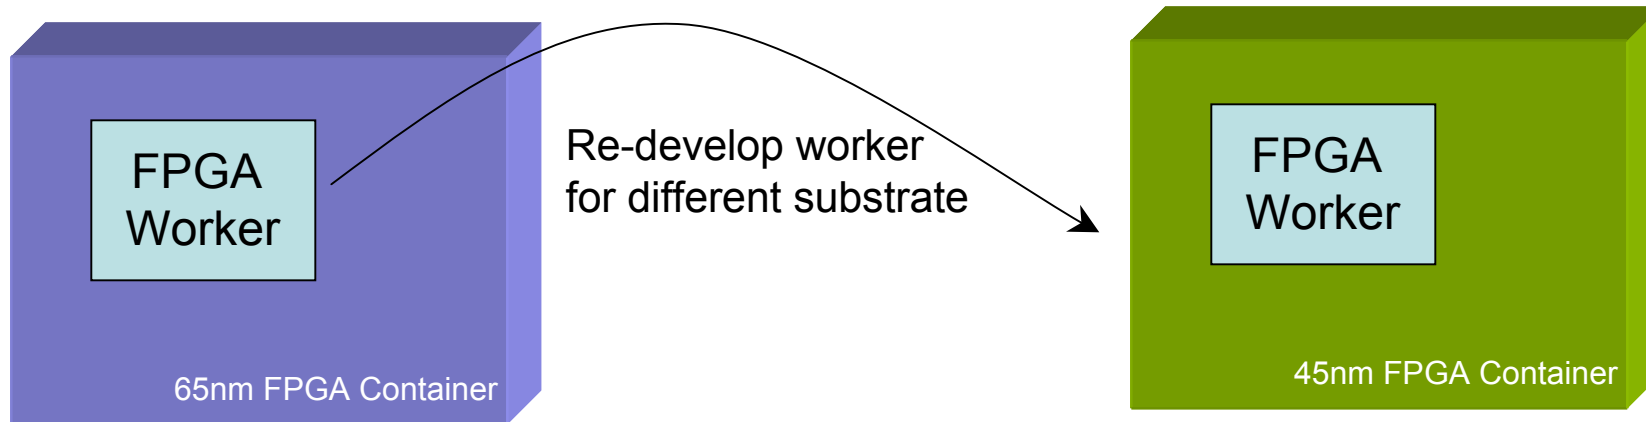 FPGA
Worker
65nm FPGA Container
Re-develop worker
for different substrate
FPGA
Worker
45nm FPGA Container